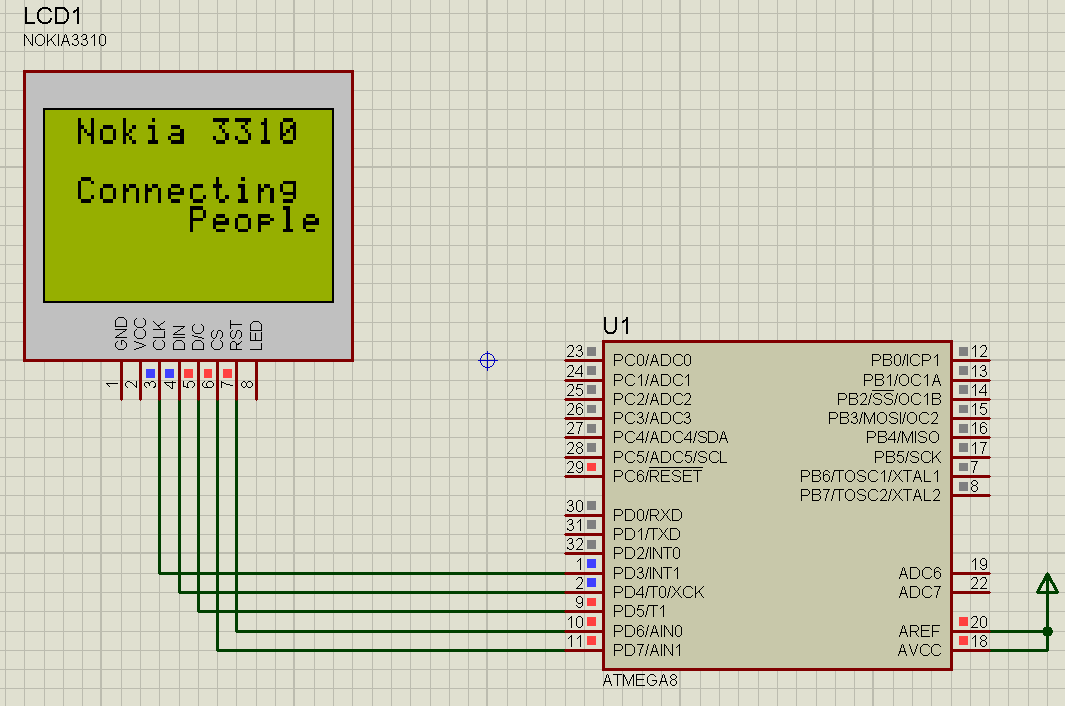 LCD1
NOKIA3310
Nokia 3310
Connecting
People
GND VCC CLK DIN D/C CS RST LED
1 2 3 4 5 6 7 8
U1
23 PC0/ADC0 PB0/ICP1 12
24 PC1/ADC1 PB1/OC1A 13
25 PC2/ADC2 PB2/SS/OC1B 14
26 PC3/ADC3 PB3/MOSI/OC2 15
27 PC4/ADC4/SDA PB4/MISO 16
28 PC5/ADC5/SCL PB5/SCK 17
29 PC6/RESET PB6/TOSC1/XTAL1 7
PB7/TOSC2/XTAL2 8
30 PD0/RXD
31 PD1/TXD
32 PD2/INT0
1 PD3/INT1 ADC6 19
2 PD4/T0/XCK ADC7 22
9 PD5/T1
10 PD6/AIN0 AREF 20
11 PD7/AIN1 AVCC 18
ATMEGA8